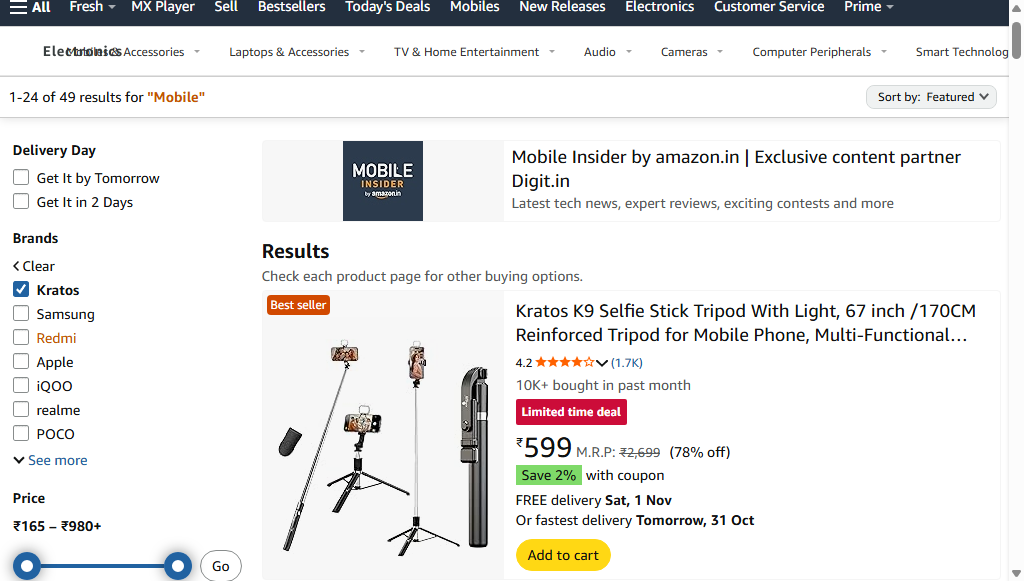 All Fresh MX Player Sell Bestsellers Today's Deals Mobiles New Releases Electronics Customer Service Prime
Electronics Mobiles & Accessories Laptops & Accessories TV & Home Entertainment Audio Cameras Computer Peripherals Smart Technolog
1-24 of 49 results for "Mobile"
Sort by: Featured
Delivery Day
Get It by Tomorrow
Get It in 2 Days
Brands
Clear
Kratos
Samsung
Redmi
Apple
iQOO
realme
POCO
See more
Price
₹165 – ₹980+
Go
MOBILE
INSIDER
by amazon.in
Mobile Insider by amazon.in | Exclusive content partner
Digit.in
Latest tech news, expert reviews, exciting contests and more
Results
Check each product page for other buying options.
Best seller
Kratos K9 Selfie Stick Tripod With Light, 67 inch /170CM
Reinforced Tripod for Mobile Phone, Multi-Functional…
4.2 (1.7K)
10K+ bought in past month
Limited time deal
₹599 M.R.P: ₹2,699 (78% off)
Save 2% with coupon
FREE delivery Sat, 1 Nov
Or fastest delivery Tomorrow, 31 Oct
Add to cart